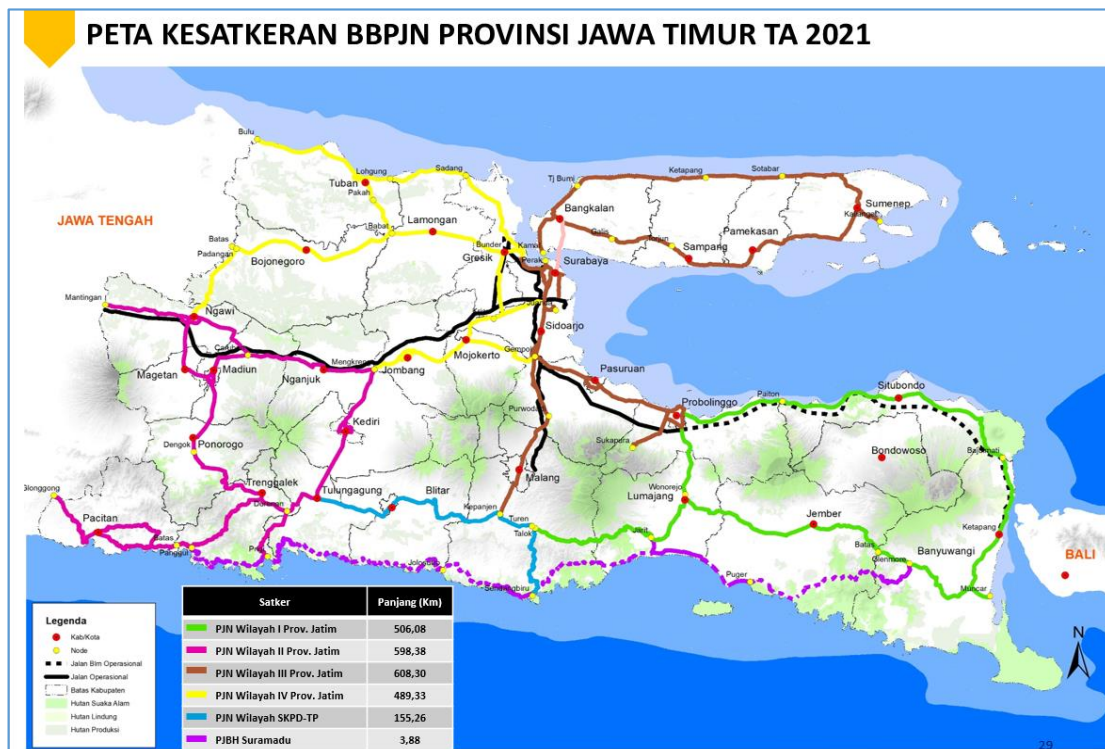 PETA KESATKERAN BBPJN PROVINSI JAWA TIMUR TA 2021
Bulu
Lohgung
Sadang
Tuban
Pakah
Tj Bumi
Ketapang
Sotabar
JAWA TENGAH
Bangkalan
Sumenep
Lamongan
Babat
Batas
Padangan
Bojonegoro
Bunder
Gresik
Kamal
Perak
Surabaya
Galis
Sampang
Pamekasan
Mantingan
Ngawi
Sidoarjo
Magetan
Madiun
Nganjuk
Jombang
Mojokerto
Gempol
Pasuruan
Probolinggo
Paiton
Situbondo
Kediri
Purwodadi
Sukapura
Dengok
Ponorogo
Bondowoso
Bajulmati
Glonggong
Trenggalek
Durenan
Tulungagung
Blitar
Malang
Kepanjen
Wonorejo
Lumajang
Pacitan
Turen
Talok
Jarit
Jember
Ketapang
Batas
Panggul
Batas
Glenmore
Banyuwangi
BALI
Puger
Muncar
Legenda
Kab/Kota
Node
Jalan Blm Operasional
Jalan Operasional
Batas Kabupaten
Hutan Suaka Alam
Hutan Lindung
Hutan Produksi
Satker Panjang (Km)
PJN Wilayah I Prov. Jatim 506,08
PJN Wilayah II Prov. Jatim 598,38
PJN Wilayah III Prov. Jatim 608,30
PJN Wilayah IV Prov. Jatim 489,33
PJN Wilayah SKPD-TP 155,26
PJBH Suramadu 3,88
N
29